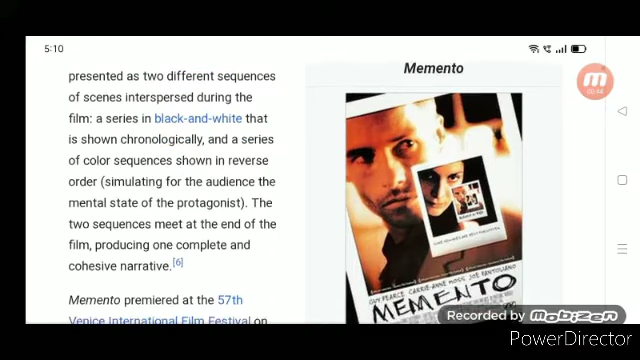 5:10
00:44
presented as two different sequences
of scenes interspersed during the
film: a series in black-and-white that
is shown chronologically, and a series
of color sequences shown in reverse
order (simulating for the audience the
mental state of the protagonist). The
two sequences meet at the end of the
film, producing one complete and
cohesive narrative.[6]
Memento premiered at the 57th
Venice International Film Festival on
Memento
GUY PEARCE, CARRIE-ANNE MOSS, JOE PANTOLIANO
MEMENTO
Recorded by mobizen
PowerDirector